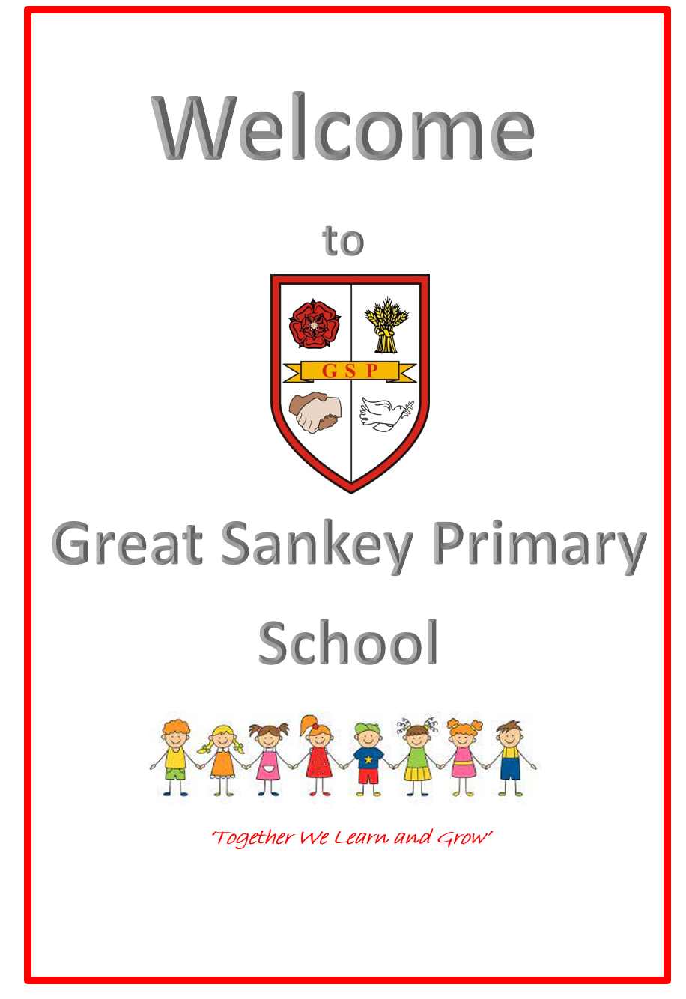 Welcome
to
G S P
Great Sankey Primary
School
‘Together We Learn and Grow’